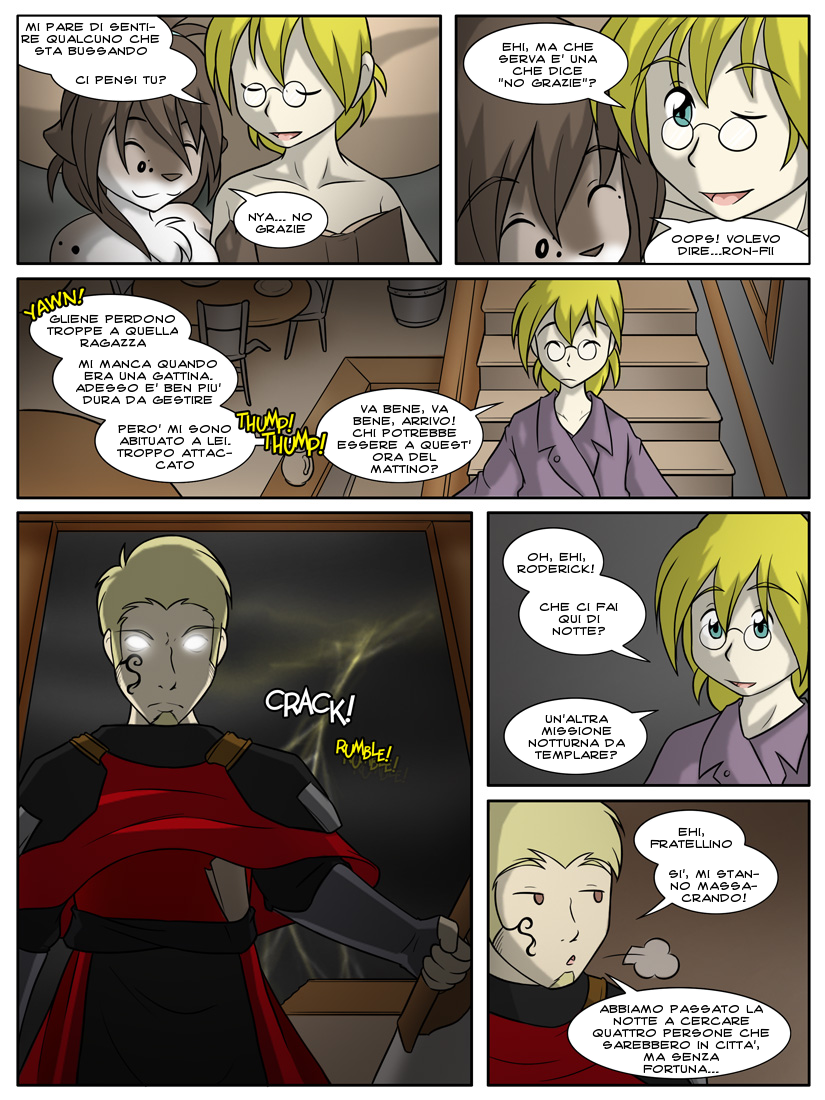 MI PARE DI SENTI-
RE QUALCUNO CHE
STA BUSSANDO
CI PENSI TU?
NYA... NO
GRAZIE
EHI, MA CHE
SERVA E' UNA
CHE DICE
"NO GRAZIE"?
OOPS! VOLEVO
DIRE...RON-FII
YAWN!
GLIENE PERDONO
TROPPE A QUELLA
RAGAZZA
MI MANCA QUANDO
ERA UNA GATTINA.
ADESSO E' BEN PIU'
DURA DA GESTIRE
PERO' MI SONO
ABITUATO A LEI.
TROPPO ATTAC-
CATO
THUMP!
THUMP!
VA BENE, VA
BENE, ARRIVO!
CHI POTREBBE
ESSERE A QUEST'
ORA DEL
MATTINO?
CRACK!
RUMBLE!
RUMBLE!
OH, EHI,
RODERICK!
CHE CI FAI
QUI DI
NOTTE?
UN'ALTRA
MISSIONE
NOTTURNA DA
TEMPLARE?
EHI,
FRATELLINO
SI', MI STAN-
NO MASSA-
CRANDO!
ABBIAMO PASSATO LA
NOTTE A CERCARE
QUATTRO PERSONE CHE
SAREBBERO IN CITTA',
MA SENZA
FORTUNA...